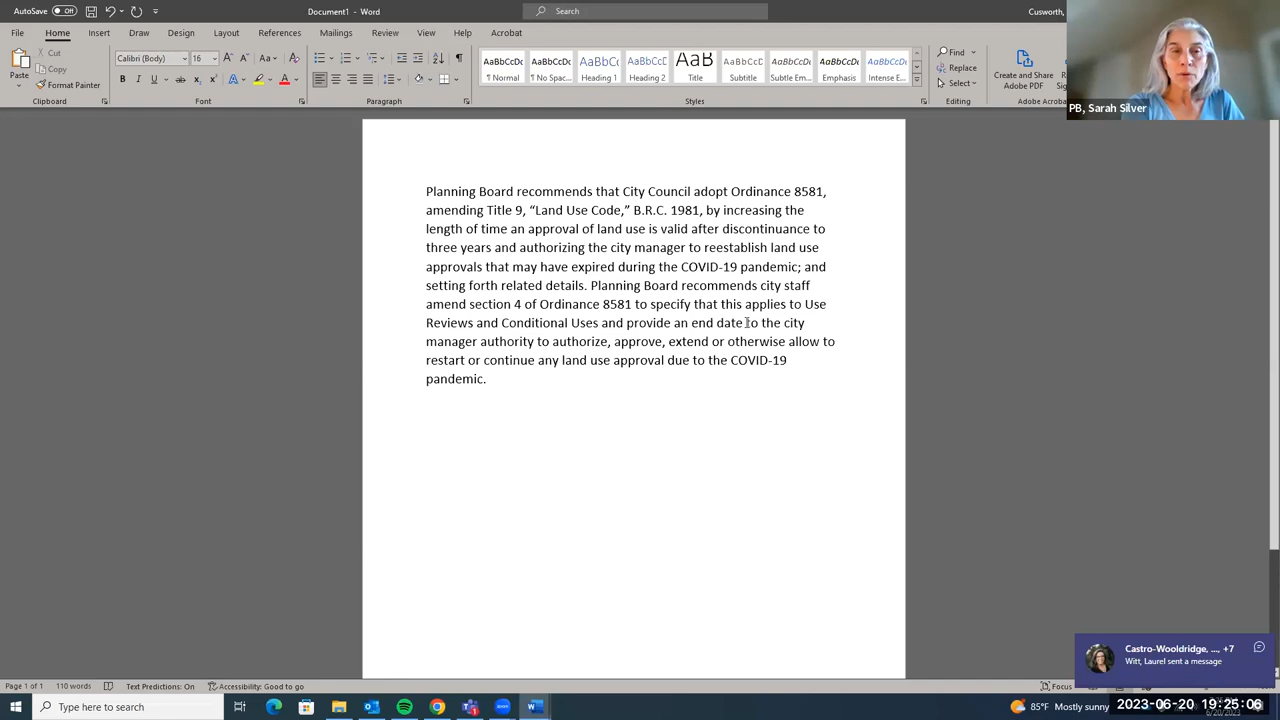 AutoSave Off Document1 - Word Search Cusworth,
File Home Insert Draw Design Layout References Mailings Review View Help Acrobat
PB, Sarah Silver
Paste Cut Copy Format Painter
Calibri (Body) 16
AaBbCcDc AaBbCcDc AaBbCc AaBbCcC AaB AaBbCcD AaBbCcDc AaBbCcDc AaBbCcDc
¶ Normal ¶ No Spac... Heading 1 Heading 2 Title Subtitle Subtle Em... Emphasis Intense E...
Find Replace Select
Create and Share
Adobe PDF
Clipboard Font Paragraph Styles Editing
Planning Board recommends that City Council adopt Ordinance 8581,
amending Title 9, “Land Use Code,” B.R.C. 1981, by increasing the
length of time an approval of land use is valid after discontinuance to
three years and authorizing the city manager to reestablish land use
approvals that may have expired during the COVID-19 pandemic; and
setting forth related details. Planning Board recommends city staff
amend section 4 of Ordinance 8581 to specify that this applies to Use
Reviews and Conditional Uses and provide an end date to the city
manager authority to authorize, approve, extend or otherwise allow to
restart or continue any land use approval due to the COVID-19
pandemic.
Castro-Wooldridge, ..., +7
Witt, Laurel sent a message
Page 1 of 1 110 words Text Predictions: On Accessibility: Good to go Focus
Type here to search 85°F Mostly sunny
2023-06-20 19:25:06